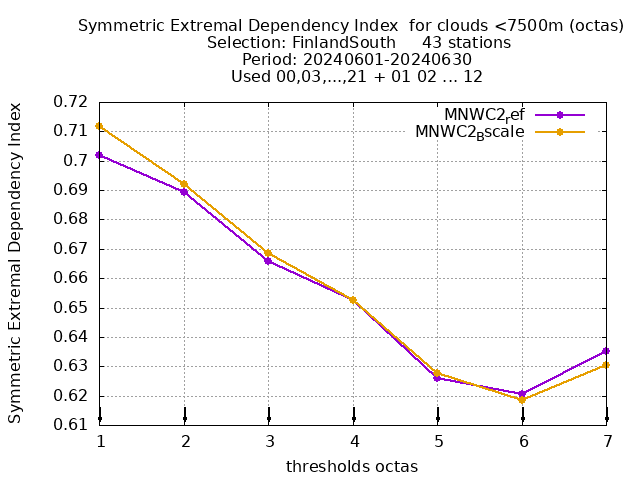 Symmetric Extremal Dependency Index  for clouds <7500m (octas)
Selection: FinlandSouth     43 stations
Period: 20240601-20240630
Used 00,03,...,21 + 01 02 ... 12
MNWC2ref
MNWC2Bscale
Symmetric Extremal Dependency Index
0.72
0.71
0.7
0.69
0.68
0.67
0.66
0.65
0.64
0.63
0.62
0.61
1 2 3 4 5 6 7
thresholds octas